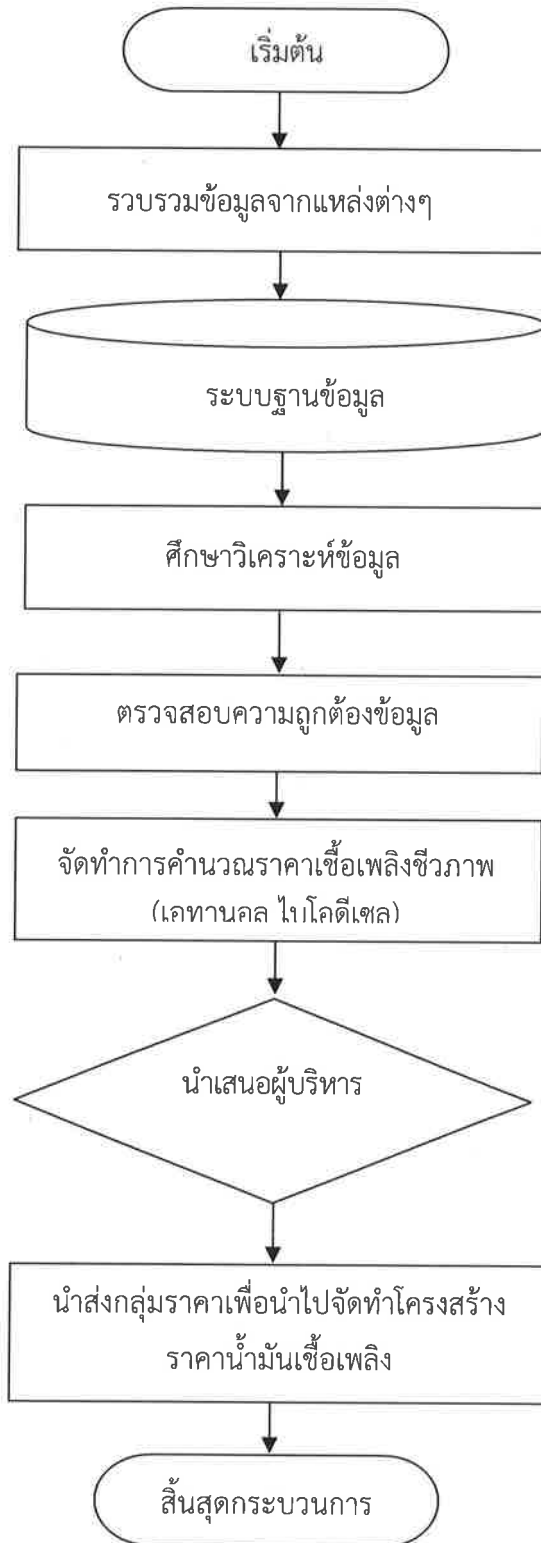 เริ่มต้น
รวบรวมข้อมูลจากแหล่งต่างๆ
ระบบฐานข้อมูล
ศึกษาวิเคราะห์ข้อมูล
ตรวจสอบความถูกต้องข้อมูล
จัดทำการคำนวณราคาเชื้อเพลิงชีวภาพ
(เอทานอล ไบโอดีเซล)
นำเสนอผู้บริหาร
นำส่งกลุ่มราคาเพื่อนำไปจัดทำโครงสร้าง
ราคาน้ำมันเชื้อเพลิง
สิ้นสุดกระบวนการ